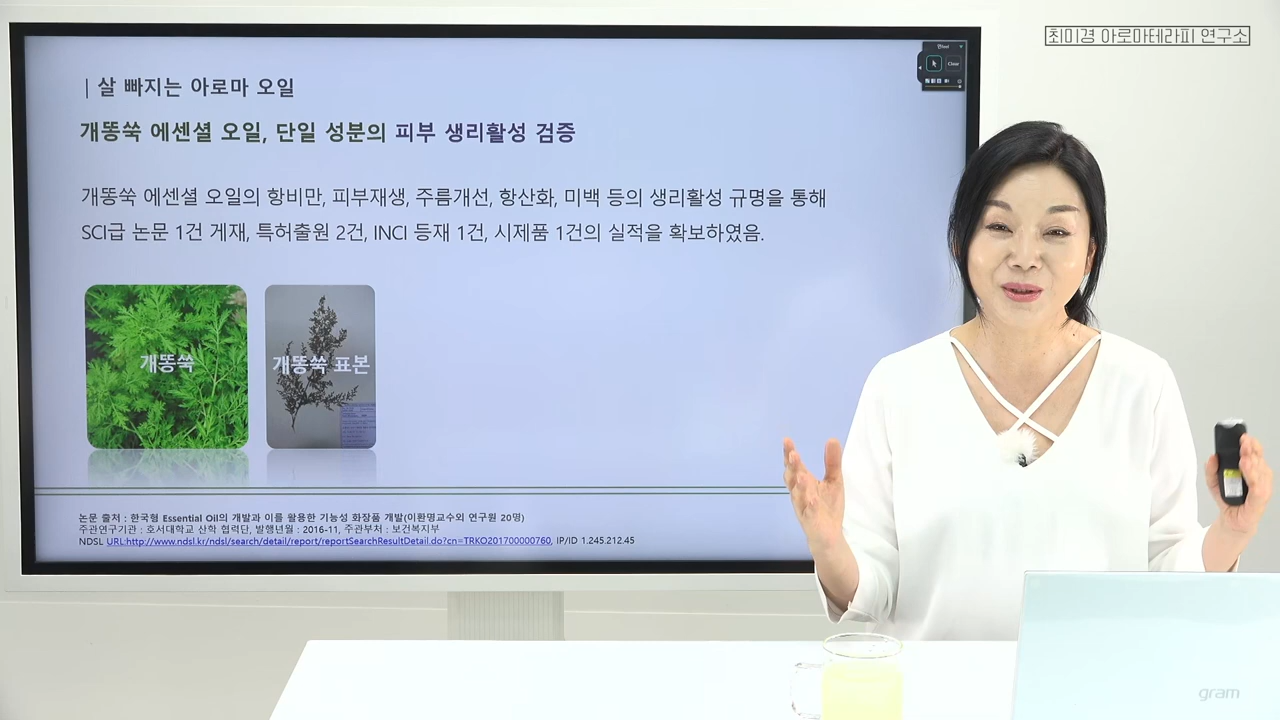 최미경 아로마테라피 연구소
| 살 빠지는 아로마 오일
개똥쑥 에센셜 오일, 단일 성분의 피부 생리활성 검증
개똥쑥 에센셜 오일의 항비만, 피부재생, 주름개선, 항산화, 미백 등의 생리활성 규명을 통해
SCI급 논문 1건 게재, 특허출원 2건, INCI 등재 1건, 시제품 1건의 실적을 확보하였음.
개똥쑥
개똥쑥 표본
논문 출처 : 한국형 Essential Oil의 개발과 이를 활용한 기능성 화장품 개발(이환명교수외 연구원 20명)
주관연구기관 : 호서대학교 산학 협력단, 발행년월 : 2016-11, 주관부처 : 보건복지부
NDSL URL:http://www.ndsl.kr/ndsl/search/detail/report/reportSearchResultDetail.do?cn=TRKO201700000760, IP/ID 1.245.212.45
Clear
gram